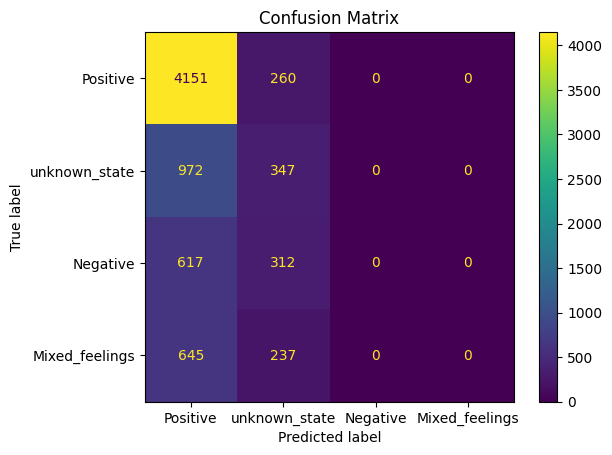 Confusion Matrix
Positive 4151 260 0 0
unknown_state 972 347 0 0
Negative 617 312 0 0
Mixed_feelings 645 237 0 0
Positive unknown_state Negative Mixed_feelings
Predicted label
True label
4000
3500
3000
2500
2000
1500
1000
500
0